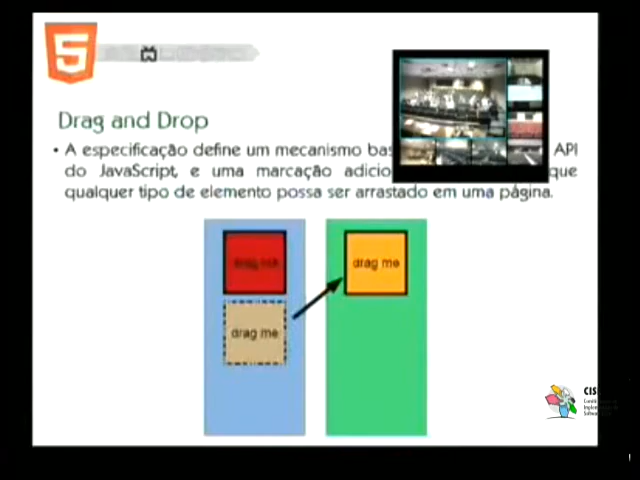 5
Drag and Drop
• A especificação define um mecanismo bas API
do JavaScript, e uma marcação adicio que
qualquer tipo de elemento possa ser arrastado em uma página.
drag me
drag me
drag me
CIS